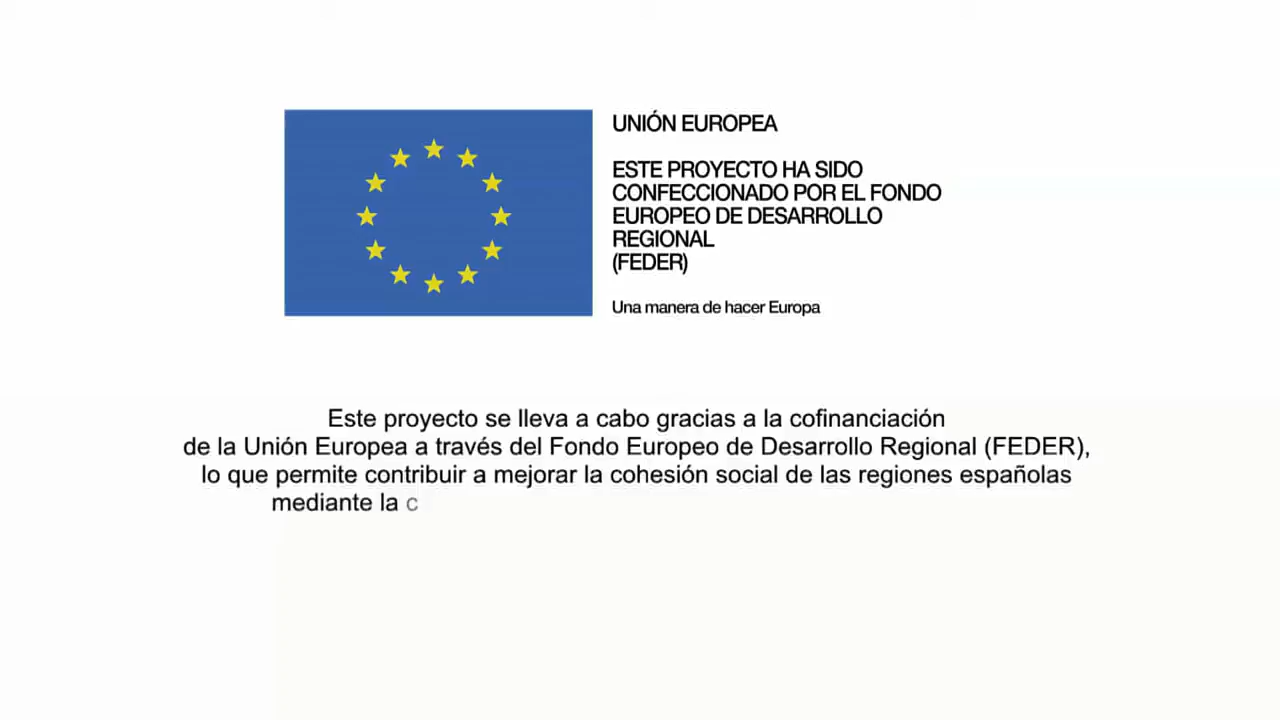 UNIÓN EUROPEA
ESTE PROYECTO HA SIDO
CONFECCIONADO POR EL FONDO
EUROPEO DE DESARROLLO
REGIONAL
(FEDER)
Una manera de hacer Europa
Este proyecto se lleva a cabo gracias a la cofinanciación
de la Unión Europea a través del Fondo Europeo de Desarrollo Regional (FEDER),
lo que permite contribuir a mejorar la cohesión social de las regiones españolas
mediante la c